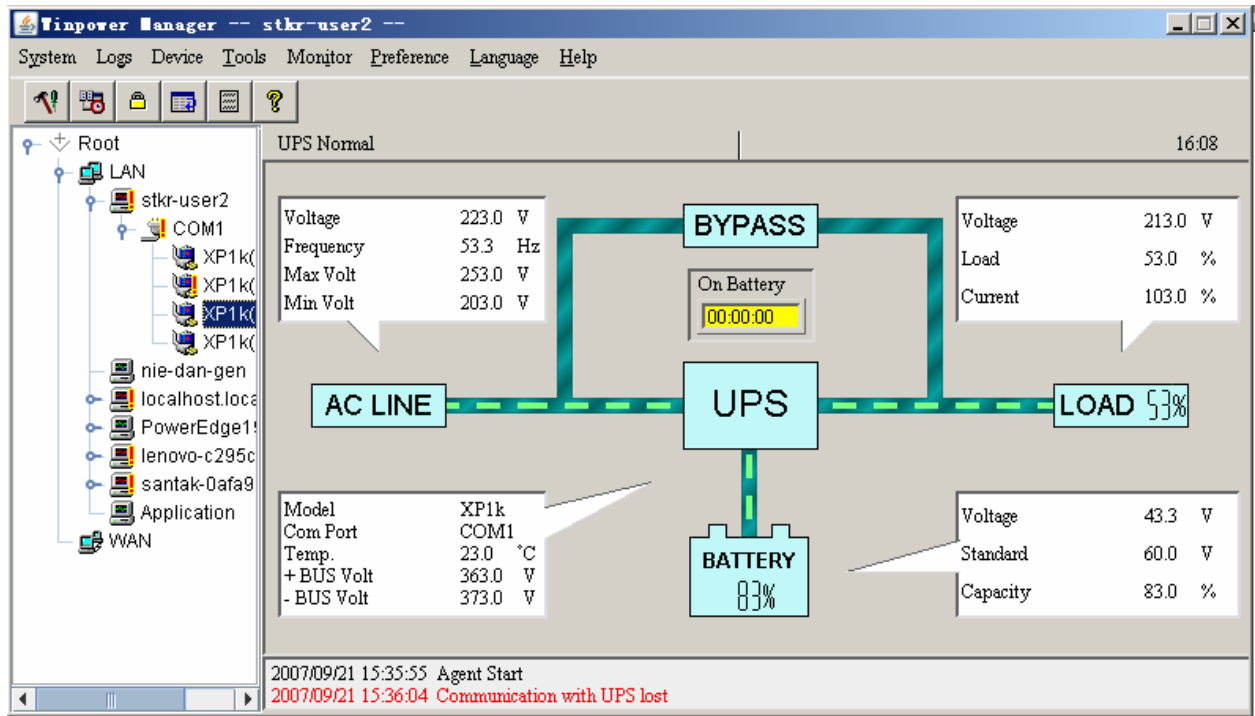 Winpower Manager -- stkr-user2 --
System Logs Device Tools Monitor Preference Language Help
Root
LAN
stkr-user2
COM1
XP1k(
XP1k(
XP1k(
XP1k(
nie-dan-gen
localhost.loca
PowerEdge19
lenovo-c295c
santak-0afa9
Application
WAN
UPS Normal 16:08
Voltage 223.0 V
Frequency 53.3 Hz
Max Volt 253.0 V
Min Volt 203.0 V
BYPASS
On Battery
00:00:00
Voltage 213.0 V
Load 53.0 %
Current 103.0 %
AC LINE
UPS
LOAD 53%
Model XP1k
Com Port COM1
Temp. 23.0 °C
+ BUS Volt 363.0 V
- BUS Volt 373.0 V
BATTERY
83%
Voltage 43.3 V
Standard 60.0 V
Capacity 83.0 %
2007/09/21 15:35:55 Agent Start
2007/09/21 15:36:04 Communication with UPS lost